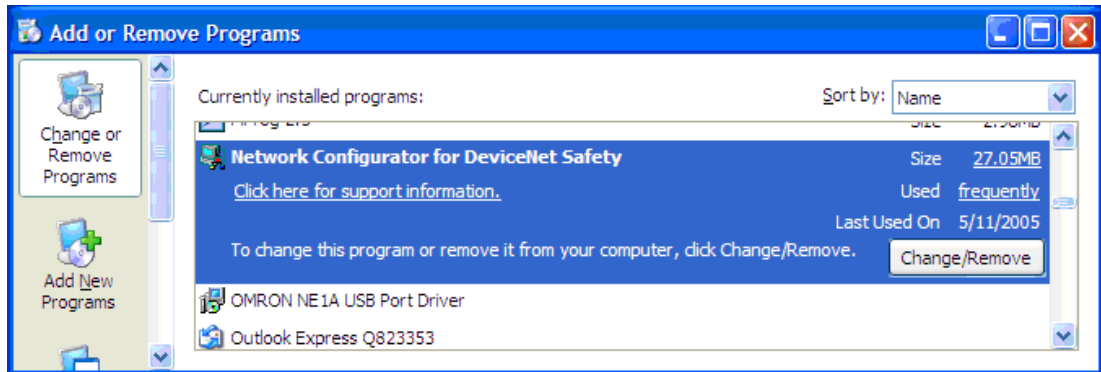 Add or Remove Programs
Change or
Remove
Programs
Add New
Programs
Currently installed programs:
Sort by: Name
Size
Network Configurator for DeviceNet Safety
Size 27.05MB
Click here for support information.
Used frequently
Last Used On 5/11/2005
To change this program or remove it from your computer, click Change/Remove.
Change/Remove
OMRON NE1A USB Port Driver
Outlook Express Q823353